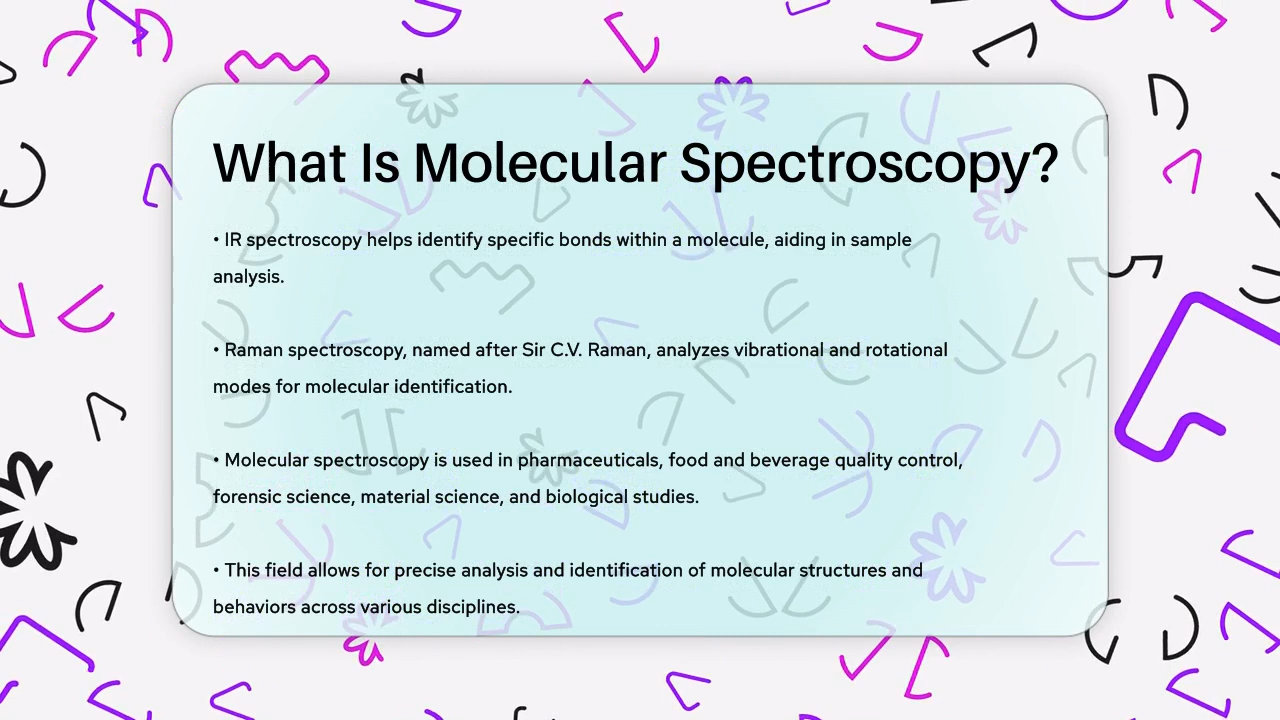 What Is Molecular Spectroscopy?
• IR spectroscopy helps identify specific bonds within a molecule, aiding in sample
analysis.
• Raman spectroscopy, named after Sir C.V. Raman, analyzes vibrational and rotational
modes for molecular identification.
• Molecular spectroscopy is used in pharmaceuticals, food and beverage quality control,
forensic science, material science, and biological studies.
• This field allows for precise analysis and identification of molecular structures and
behaviors across various disciplines.